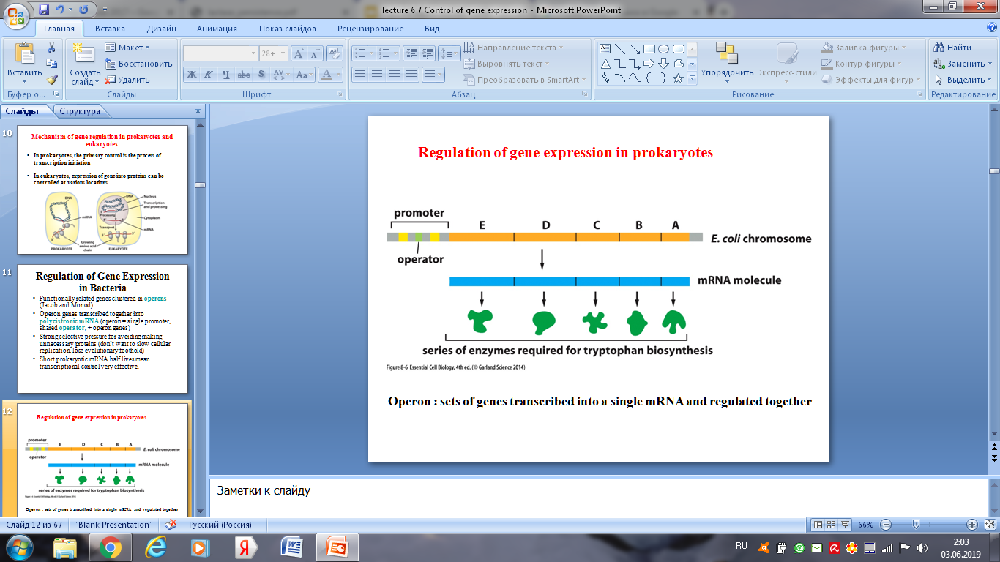 lecture 6 7 Control of gene expression - Microsoft PowerPoint
Главная Вставка Дизайн Анимация Показ слайдов Рецензирование Вид
Вставить
Буфер о...
Создать слайд
Макет
Восстановить
Удалить
Слайды
28
Ж К Ч abc S AV Aa A
Шрифт
Направление текста
Выровнять текст
Преобразовать в SmartArt
Абзац
Упорядочить
Экспресс-стили
Заливка фигуры
Контур фигуры
Эффекты для фигур
Рисование
Найти
Заменить
Выделить
Редактирование
Слайды Структура
10
Mechanism of gene regulation in prokaryotes and
eukaryotes
• In prokaryotes, the primary control is the process of
transcription initiation
• In eukaryotes, expression of gene into proteins can be
controlled at various locations
DNA
mRNA
Growing
amino acid
chain
PROKARYOTE
DNA
Nucleus
Transcription
and processing
Processing
Cytoplasm
Transport
mRNA
EUKARYOTE
11
Regulation of Gene Expression
in Bacteria
• Functionally related genes clustered in operons
(Jacob and Monod)
• Operon genes transcribed together into
polycistronic mRNA (operon = single promoter,
shared operator, + operon genes)
• Strong selective pressure for avoiding making
unnecessary proteins (don't want to slow cellular
replication, lose evolutionary foothold)
• Short prokaryotic mRNA half lives mean
transcriptional control very effective.
12
Regulation of gene expression in prokaryotes
promoter
E D C B A
E. coli chromosome
operator
mRNA molecule
series of enzymes required for tryptophan biosynthesis
Operon : sets of genes transcribed into a single mRNA and regulated together
Regulation of gene expression in prokaryotes
promoter
E D C B A
E. coli chromosome
operator
mRNA molecule
series of enzymes required for tryptophan biosynthesis
Figure 8-6 Essential Cell Biology, 4th ed. (© Garland Science 2014)
Operon : sets of genes transcribed into a single mRNA and regulated together
Заметки к слайду
Слайд 12 из 67 "Blank Presentation" Русский (Россия) 66%
RU
2:03
03.06.2019